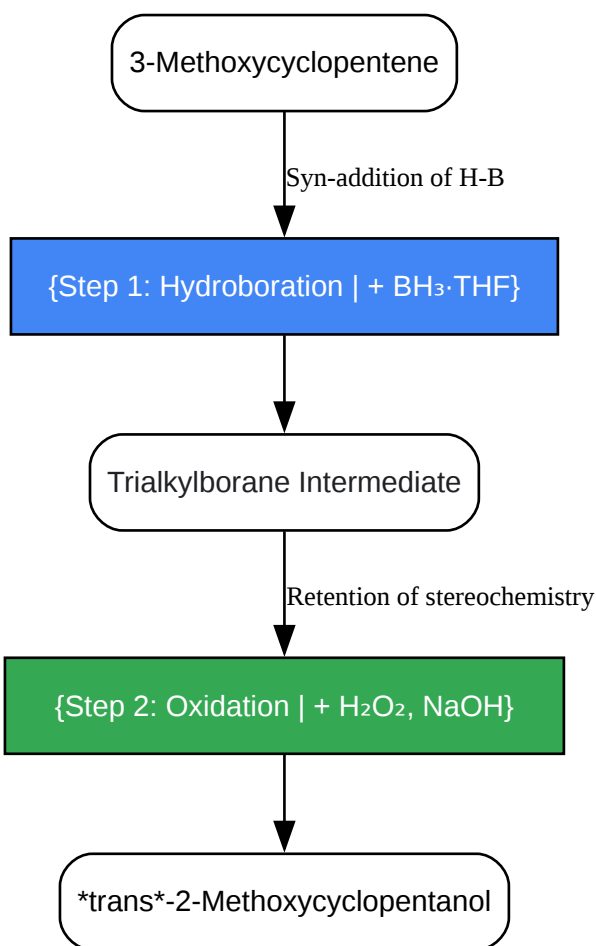 3-Methoxycyclopentene
Syn-addition of H-B
{Step 1: Hydroboration | + BH₃·THF}
Trialkylborane Intermediate
Retention of stereochemistry
{Step 2: Oxidation | + H₂O₂, NaOH}
*trans*-2-Methoxycyclopentanol